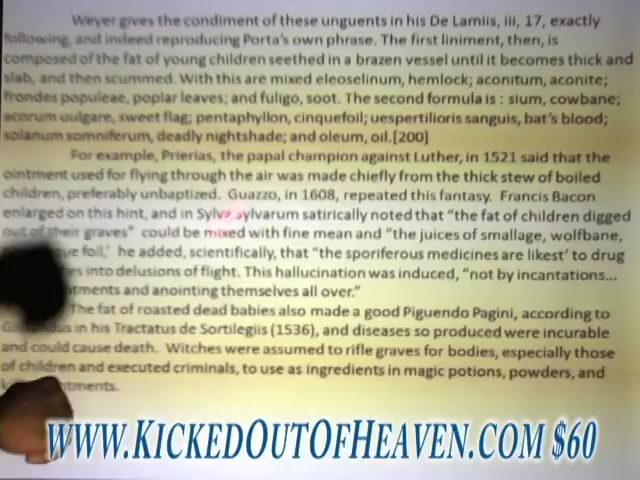 Weyer gives the condiment of these unguents in his De Lamiis, iii, 17, exactly
following, and indeed reproducing Porta's own phrase. The first liniment, then, is
composed of the fat of young children seethed in a brazen vessel until it becomes thick and
slab, and then scummed. With this are mixed eleoselinum, hemlock; aconitum, aconite;
frondes populeae, poplar leaves; and fuligo, soot. The second formula is : sium, cowbane;
acorum uulgare, sweet flag; pentaphyllon, cinquefoil; uespertilioris sanguis, bat's blood;
solanum somniferum, deadly nightshade; and oleum, oil.[200]
For example, Prierias, the papal champion against Luther, in 1521 said that the
ointment used for flying through the air was made chiefly from the thick stew of boiled
children, preferably unbaptized. Guazzo, in 1608, repeated this fantasy. Francis Bacon
enlarged on this hint, and in Sylva Sylvarum satirically noted that "the fat of children digged
out of their graves" could be mixed with fine mean and "the juices of smallage, wolfbane,
foil,' he added, scientifically, that "the sporiferous medicines are likest' to drug
into delusions of flight. This hallucination was induced, "not by incantations...
and anointing themselves all over."
The fat of roasted dead babies also made a good Piguendo Pagini, according to
in his Tractatus de Sortilegiis (1536), and diseases so produced were incurable
and could cause death. Witches were assumed to rifle graves for bodies, especially those
of children and executed criminals, to use as ingredients in magic potions, powders, and
WWW.KICKEDOUTOFHEAVEN.COM $60